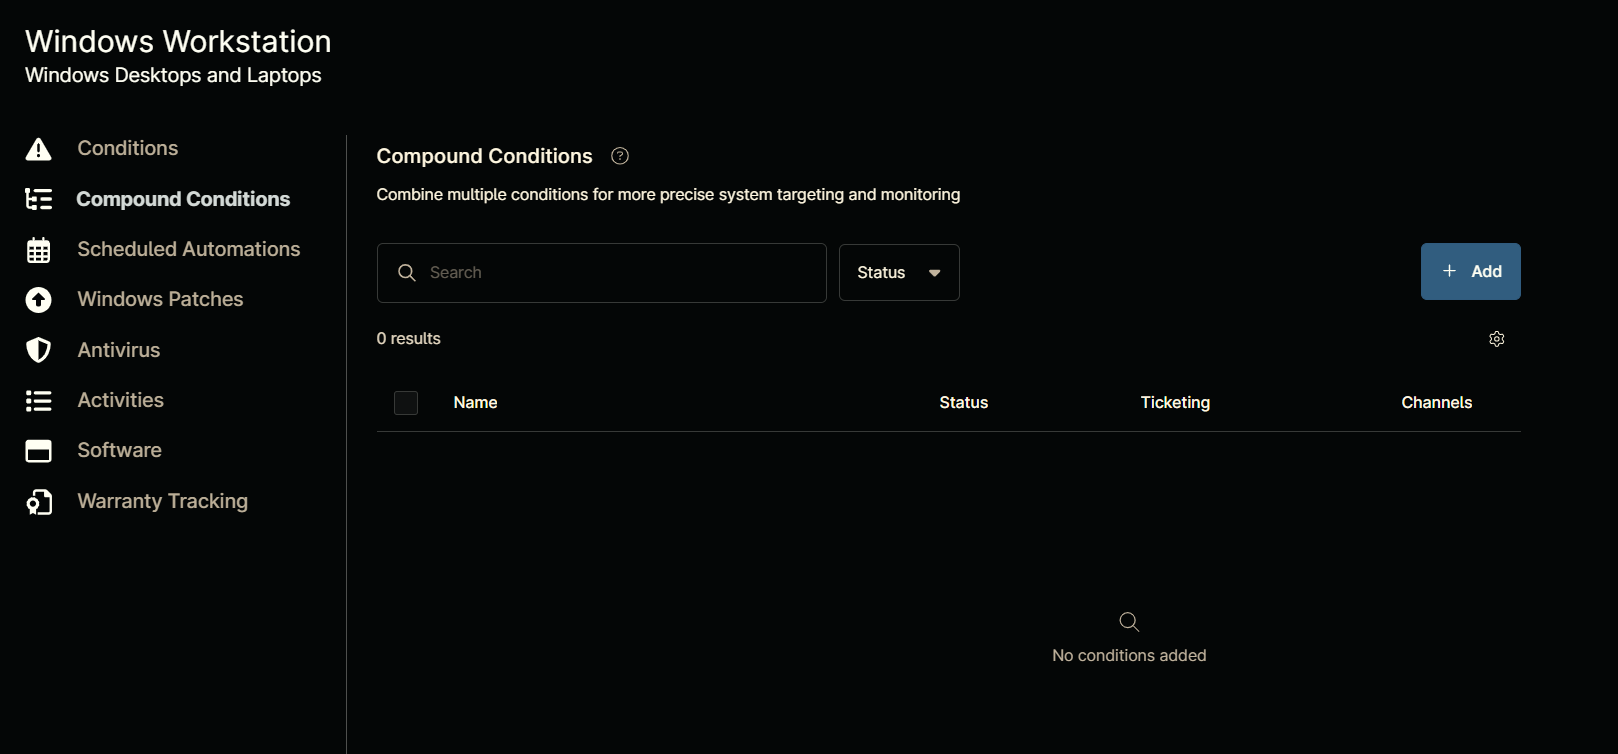 Windows Workstation
Windows Desktops and Laptops
Conditions
Compound Conditions
Scheduled Automations
Windows Patches
Antivirus
Activities
Software
Warranty Tracking
Compound Conditions ?
Combine multiple conditions for more precise system targeting and monitoring
Search
Status
+ Add
0 results
Name Status Ticketing Channels
No conditions added